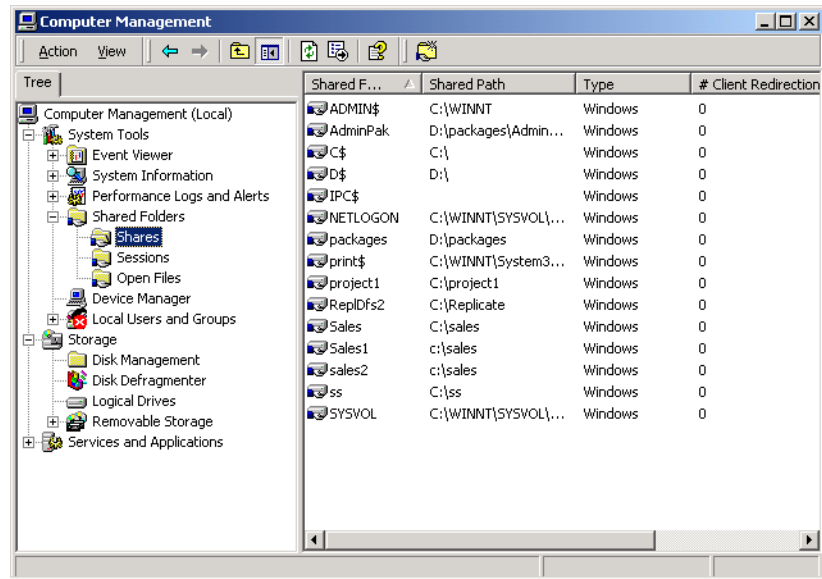 Computer Management
Action View
Tree
Computer Management (Local)
System Tools
Event Viewer
System Information
Performance Logs and Alerts
Shared Folders
Shares
Sessions
Open Files
Device Manager
Local Users and Groups
Storage
Disk Management
Disk Defragmenter
Logical Drives
Removable Storage
Services and Applications
Shared F... Shared Path Type # Client Redirection
ADMIN$ C:\WINNT Windows 0
AdminPak D:\packages\Admin... Windows 0
C$ C:\ Windows 0
D$ D:\ Windows 0
IPC$ Windows 0
NETLOGON C:\WINNT\SYSVOL\... Windows 0
packages D:\packages Windows 0
print$ C:\WINNT\System3... Windows 0
project1 C:\project1 Windows 0
ReplDfs2 C:\Replicate Windows 0
Sales C:\sales Windows 0
Sales1 c:\sales Windows 0
sales2 c:\sales Windows 0
ss C:\ss Windows 0
SYSVOL C:\WINNT\SYSVOL\... Windows 0